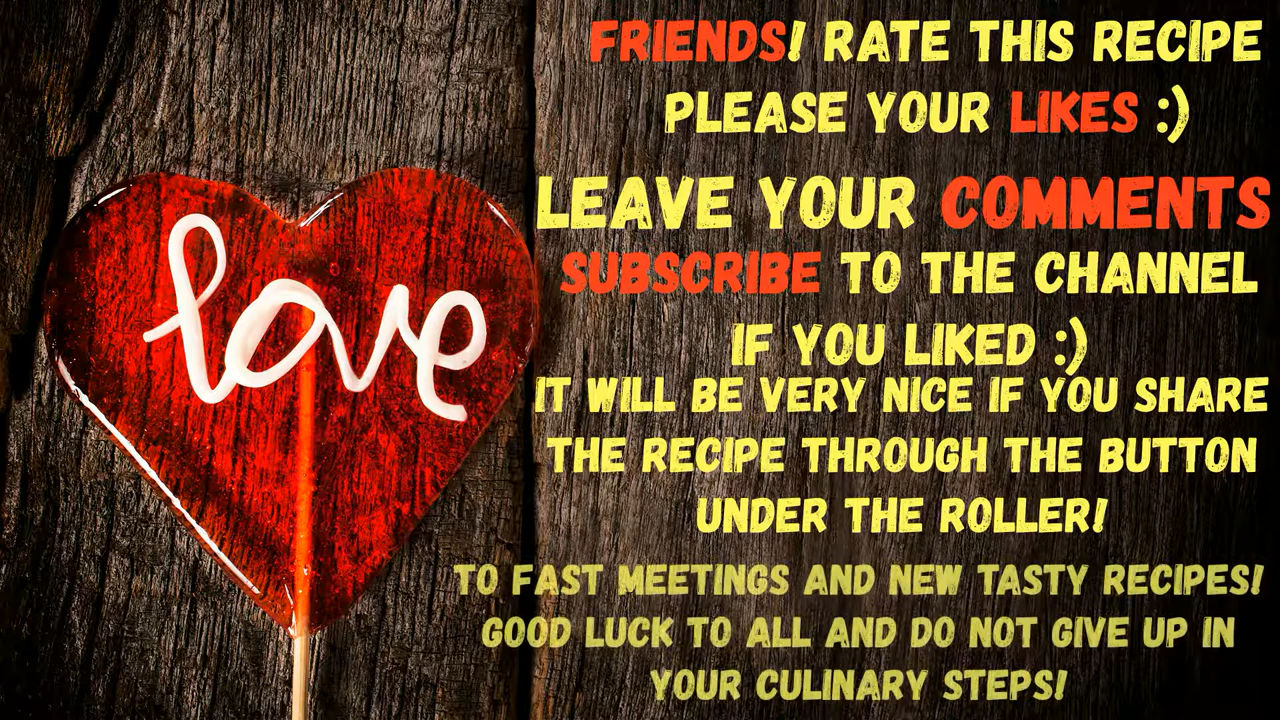 love
FRIENDS! RATE THIS RECIPE
PLEASE YOUR LIKES :)
LEAVE YOUR COMMENTS
SUBSCRIBE TO THE CHANNEL
IF YOU LIKED :)
IT WILL BE VERY NICE IF YOU SHARE
THE RECIPE THROUGH THE BUTTON
UNDER THE ROLLER!
TO FAST MEETINGS AND NEW TASTY RECIPES!
GOOD LUCK TO ALL AND DO NOT GIVE UP IN
YOUR CULINARY STEPS!